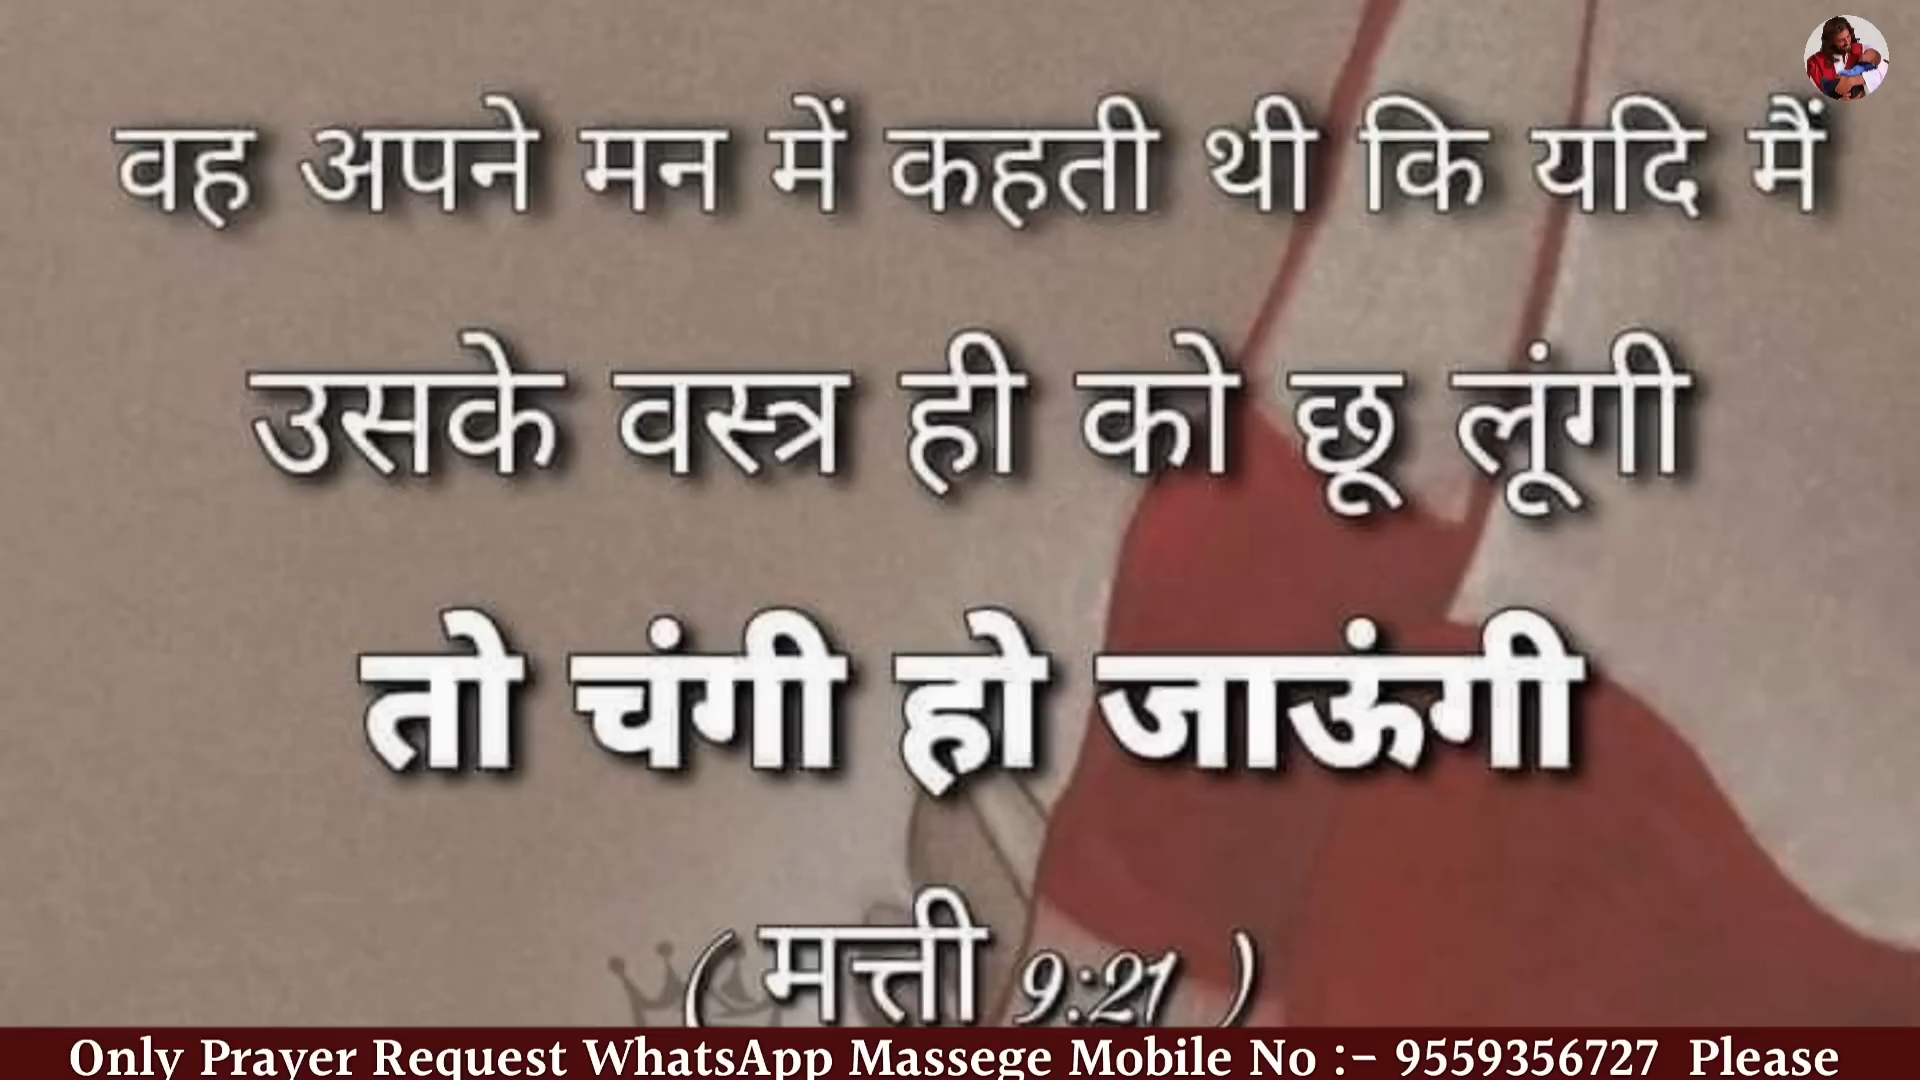 वह अपने मन में कहती थी कि यदि मैं
उसके वस्त्र ही को छू लूंगी
तो चंगी हो जाऊंगी
( मत्ती 9:21 )
Only Prayer Request WhatsApp Massege Mobile No :- 9559356727 Please